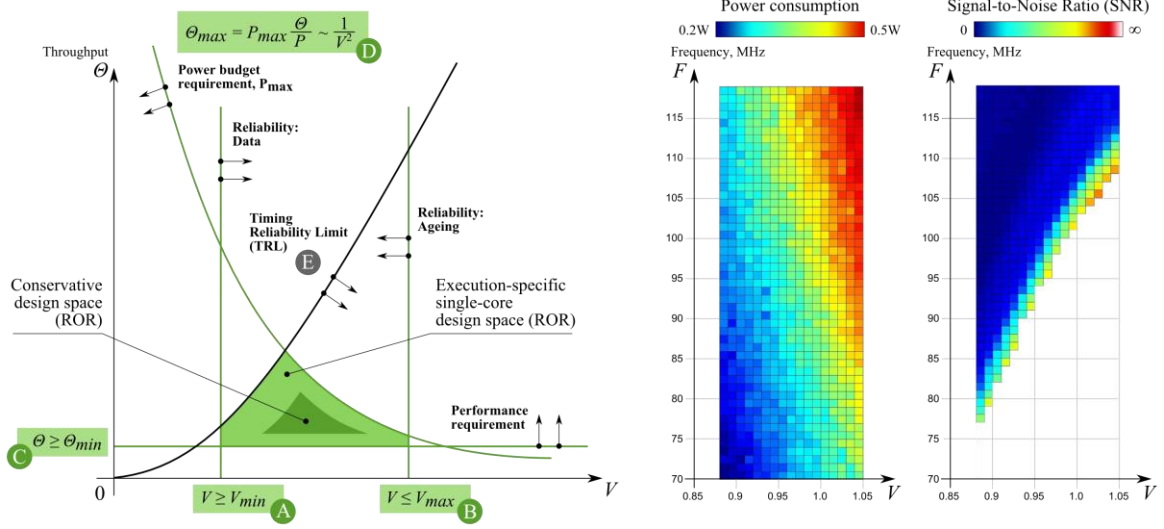 Θmax = Pmax Θ/P ~ 1/V²
D
Throughput
Θ
Power budget
requirement, Pmax
Reliability:
Data
Timing
Reliability Limit
(TRL)
E
Reliability:
Ageing
Conservative
design space
(ROR)
Execution-specific
single-core
design space (ROR)
Performance
requirement
Θ ≥ Θmin
C
0
V ≥ Vmin
A
V ≤ Vmax
B
V
Power consumption
0.2W
0.5W
Frequency, MHz
F
115
110
105
100
95
90
85
80
75
70
0.85
0.9
0.95
1.0
1.05
V
Signal-to-Noise Ratio (SNR)
0
∞
Frequency, MHz
F
115
110
105
100
95
90
85
80
75
70
0.85
0.9
0.95
1.0
1.05
V